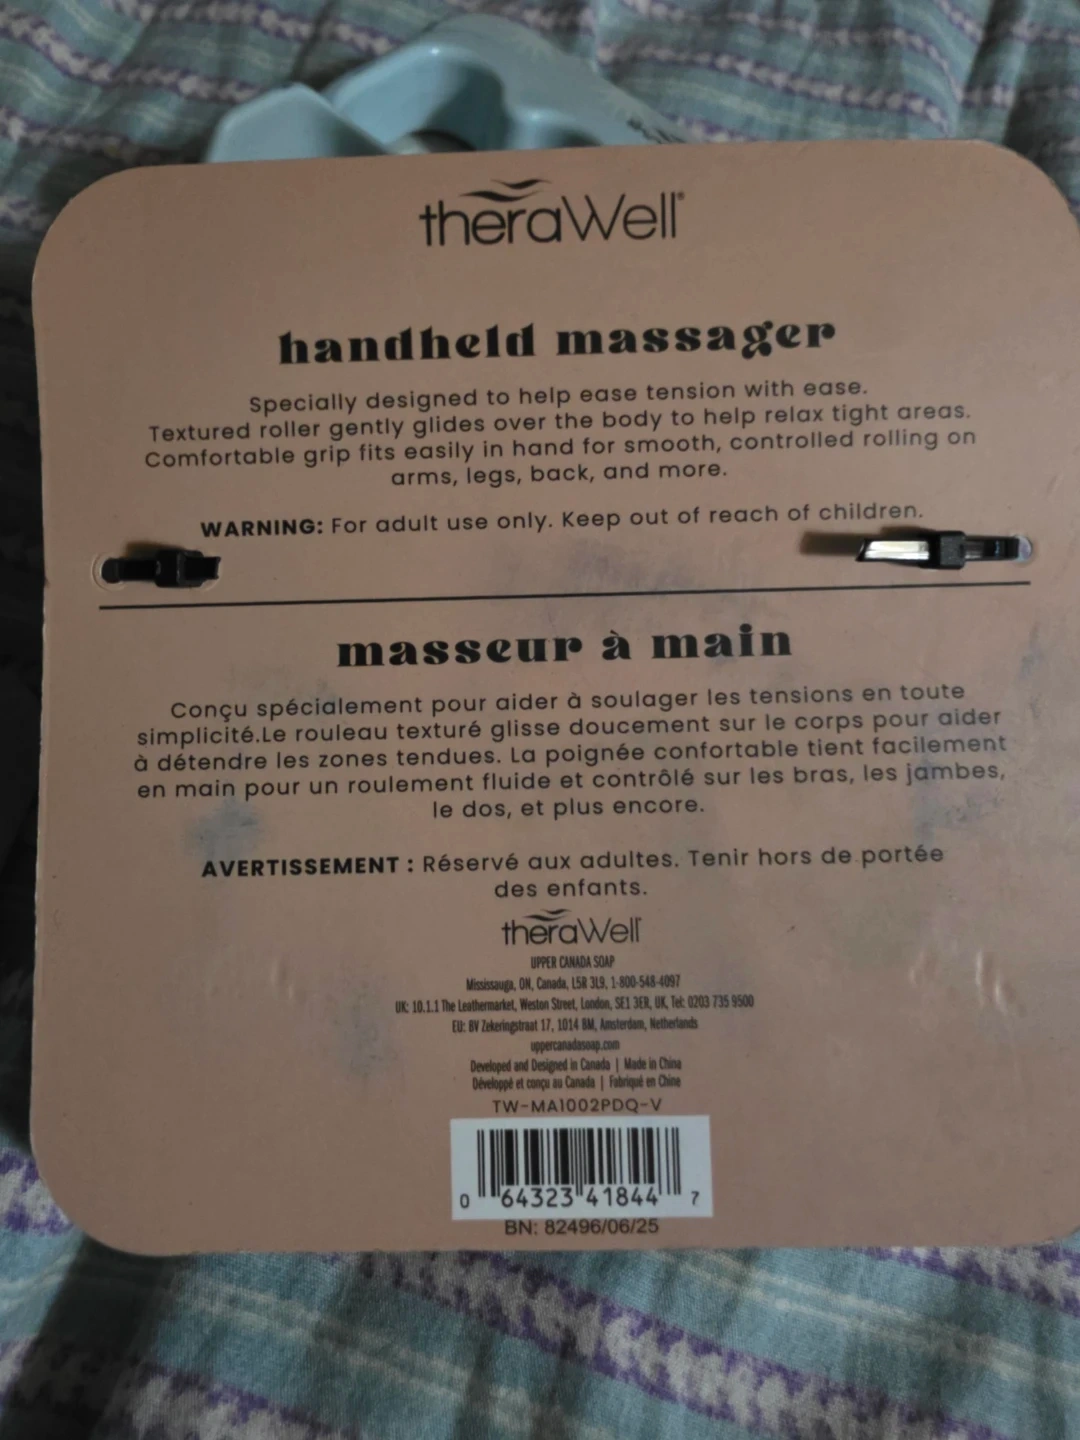 theraWell®
handheld massager
Specially designed to help ease tension with ease.
Textured roller gently glides over the body to help relax tight areas.
Comfortable grip fits easily in hand for smooth, controlled rolling on
arms, legs, back, and more.
WARNING: For adult use only. Keep out of reach of children.
masseur à main
Conçu spécialement pour aider à soulager les tensions en toute
simplicité.Le rouleau texturé glisse doucement sur le corps pour aider
à détendre les zones tendues. La poignée confortable tient facilement
en main pour un roulement fluide et contrôlé sur les bras, les jambes,
le dos, et plus encore.
AVERTISSEMENT : Réservé aux adultes. Tenir hors de portée
des enfants.
theraWell
UPPER CANADA SOAP
Mississauga, ON, Canada, L5R 3L9, 1-800-548-4097
UK: 10.1.1 The Leathermarket, Weston Street, London, SE1 3ER, UK, Tel: 0203 735 9500
EU: BV Zekeringstraat 17, 1014 BM, Amsterdam, Netherlands
uppercanadasoap.com
Developed and Designed in Canada | Made in China
Développé et conçu au Canada | Fabriqué en Chine
TW-MA1002PDQ-V
0 64323 41844 7
BN: 82496/06/25